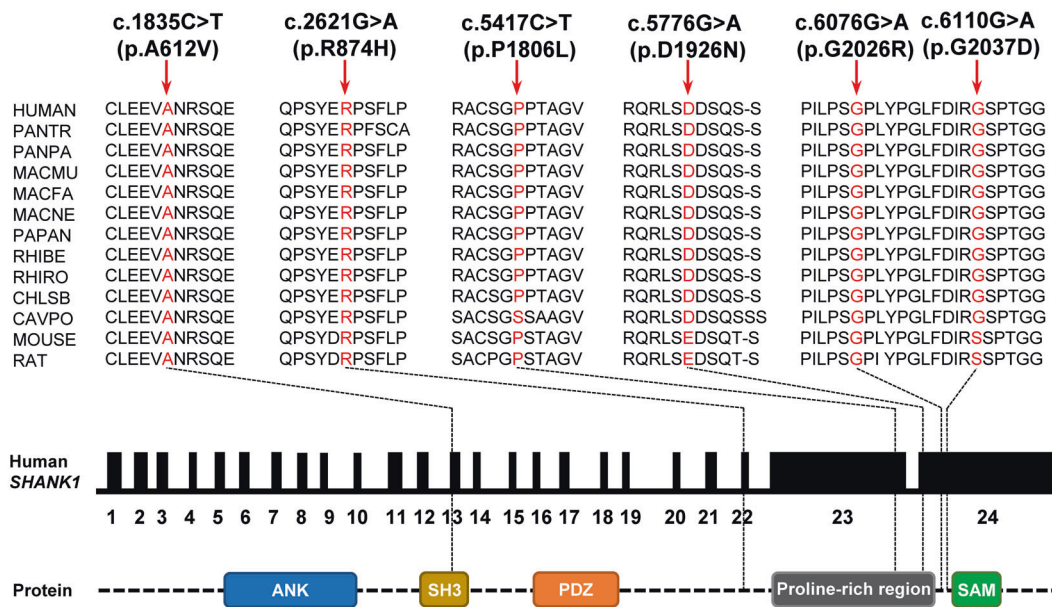 c.1835C>T c.2621G>A c.5417C>T c.5776G>A c.6076G>A c.6110G>A
(p.A612V) (p.R874H) (p.P1806L) (p.D1926N) (p.G2026R) (p.G2037D)
HUMAN CLEEVANRSQE QPSYERPSFLP RACSGPPTAGV RQRLSDDSQS-S PILPSGPLYPGLFDIRGSPTGG
PANTR CLEEVANRSQE QPSYERPFSCA RACSGPPTAGV RQRLSDDSQS-S PILPSGPLYPGLFDIRGSPTGG
PANPA CLEEVANRSQE QPSYERPSFLP RACSGPPTAGV RQRLSDDSQS-S PILPSGPLYPGLFDIRGSPTGG
MACMU CLEEVANRSQE QPSYERPSFLP RACSGPPTAGV RQRLSDDSQS-S PILPSGPLYPGLFDIRGSPTGG
MACFA CLEEVANRSQE QPSYERPSFLP RACSGPPTAGV RQRLSDDSQS-S PILPSGPLYPGLFDIRGSPTGG
MACNE CLEEVANRSQE QPSYERPSFLP RACSGPPTAGV RQRLSDDSQS-S PILPSGPLYPGLFDIRGSPTGG
PAPAN CLEEVANRSQE QPSYERPSFLP RACSGPPTAGV RQRLSDDSQS-S PILPSGPLYPGLFDIRGSPTGG
RHIBE CLEEVANRSQE QPSYERPSFLP RACSGPPTAGV RQRLSDDSQS-S PILPSGPLYPGLFDIRGSPTGG
RHIRO CLEEVANRSQE QPSYERPSFLP RACSGPPTAGV RQRLSDDSQS-S PILPSGPLYPGLFDIRGSPTGG
CHLSB CLEEVANRSQE QPSYERPSFLP RACSGPPTAGV RQRLSDDSQS-S PILPSGPLYPGLFDIRGSPTGG
CAVPO CLEEVANRSQE QPSYERPSFLP SACSGSSAAGV RQRLSDDSQSSS PILPSGPLYPGLFDIRGSPTGG
MOUSE CLEEVANRSQE QPSYDRPSFLP SACSGPSTAGV RQRLSEDSQT-S PILPSGPLYPGLFDIRSSPTGG
RAT CLEEVANRSQE QPSYDRPSFLP SACPGPSTAGV RQRLSEDSQT-S PILPSGPIYPGLFDIRSSPTGG
Human
SHANK1
1 2 3 4 5 6 7 8 9 10 11 12 13 14 15 16 17 18 19 20 21 22 23 24
Protein ANK SH3 PDZ Proline-rich region SAM